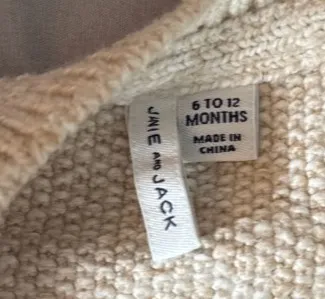 JANIE AND JACK
6 TO 12
MONTHS
MADE IN
CHINA